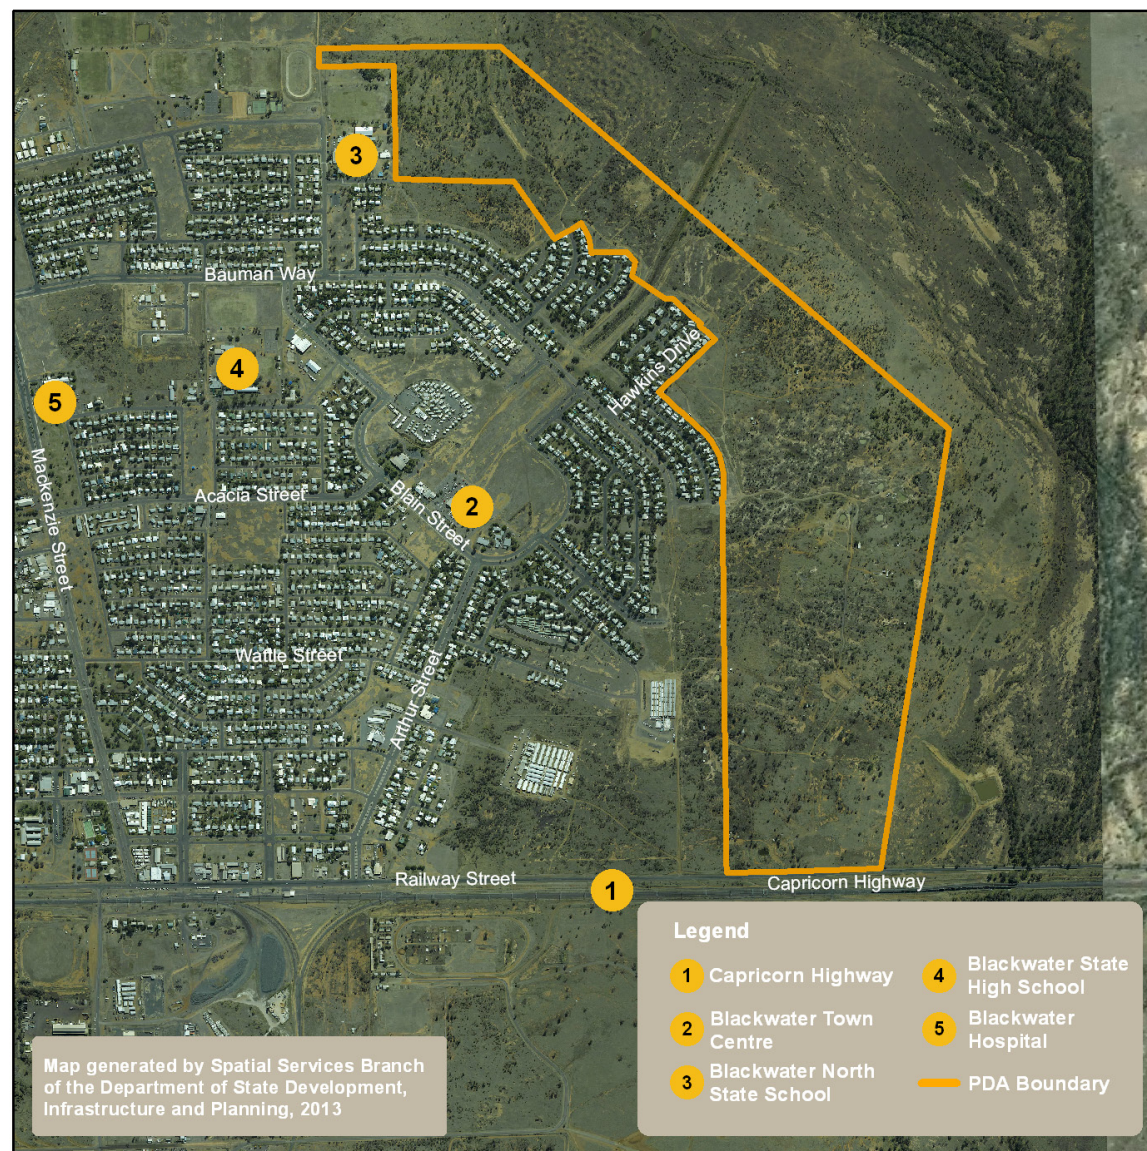 3
Bauman Way
Hawkins Drive
4
5
Mackenzie Street
Acacia Street
Blain Street
2
Wattle Street
Arthur Street
Railway Street
Capricorn Highway
1
Legend
1 Capricorn Highway
2 Blackwater Town
Centre
3 Blackwater North
State School
4 Blackwater State
High School
5 Blackwater
Hospital
PDA Boundary
Map generated by Spatial Services Branch
of the Department of State Development,
Infrastructure and Planning, 2013